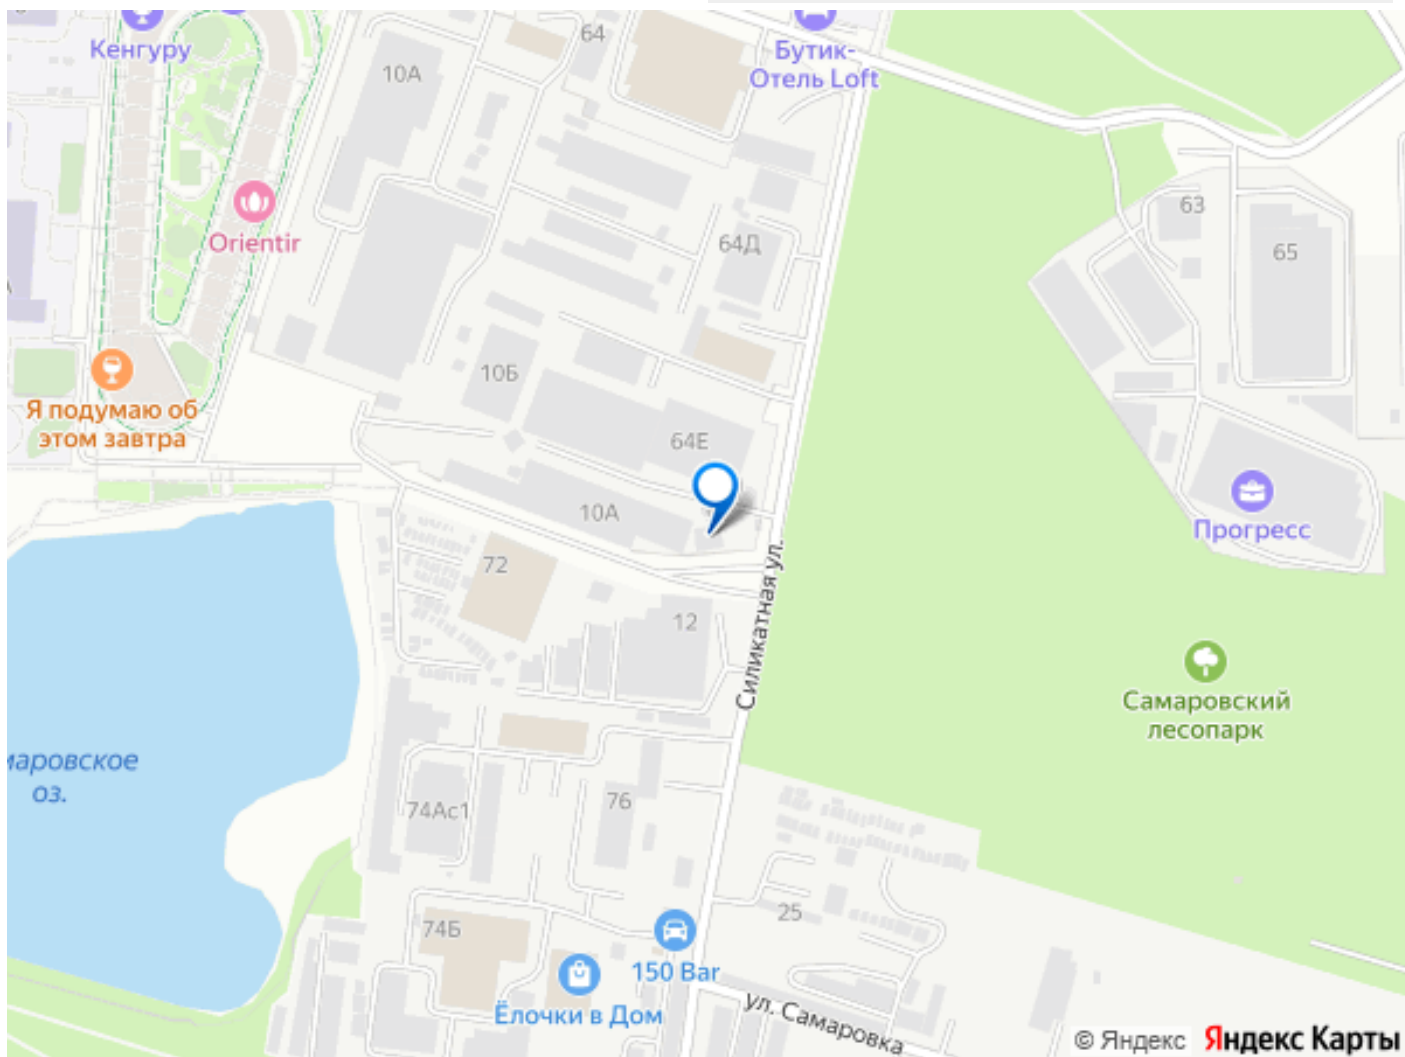 Кенгуру
64
10А
Бутик-
Отель Loft
Orientir
64Д
63
65
10Б
Я подумаю об
этом завтра
64Е
10А
Прогресс
72
12
Силикатная ул.
Самаровский
лесопарк
маровское
оз.
74Ас1
76
25
74Б
150 Bar
Ёлочки в Дом
ул. Самаровка
© Яндекс Яндекс Карты